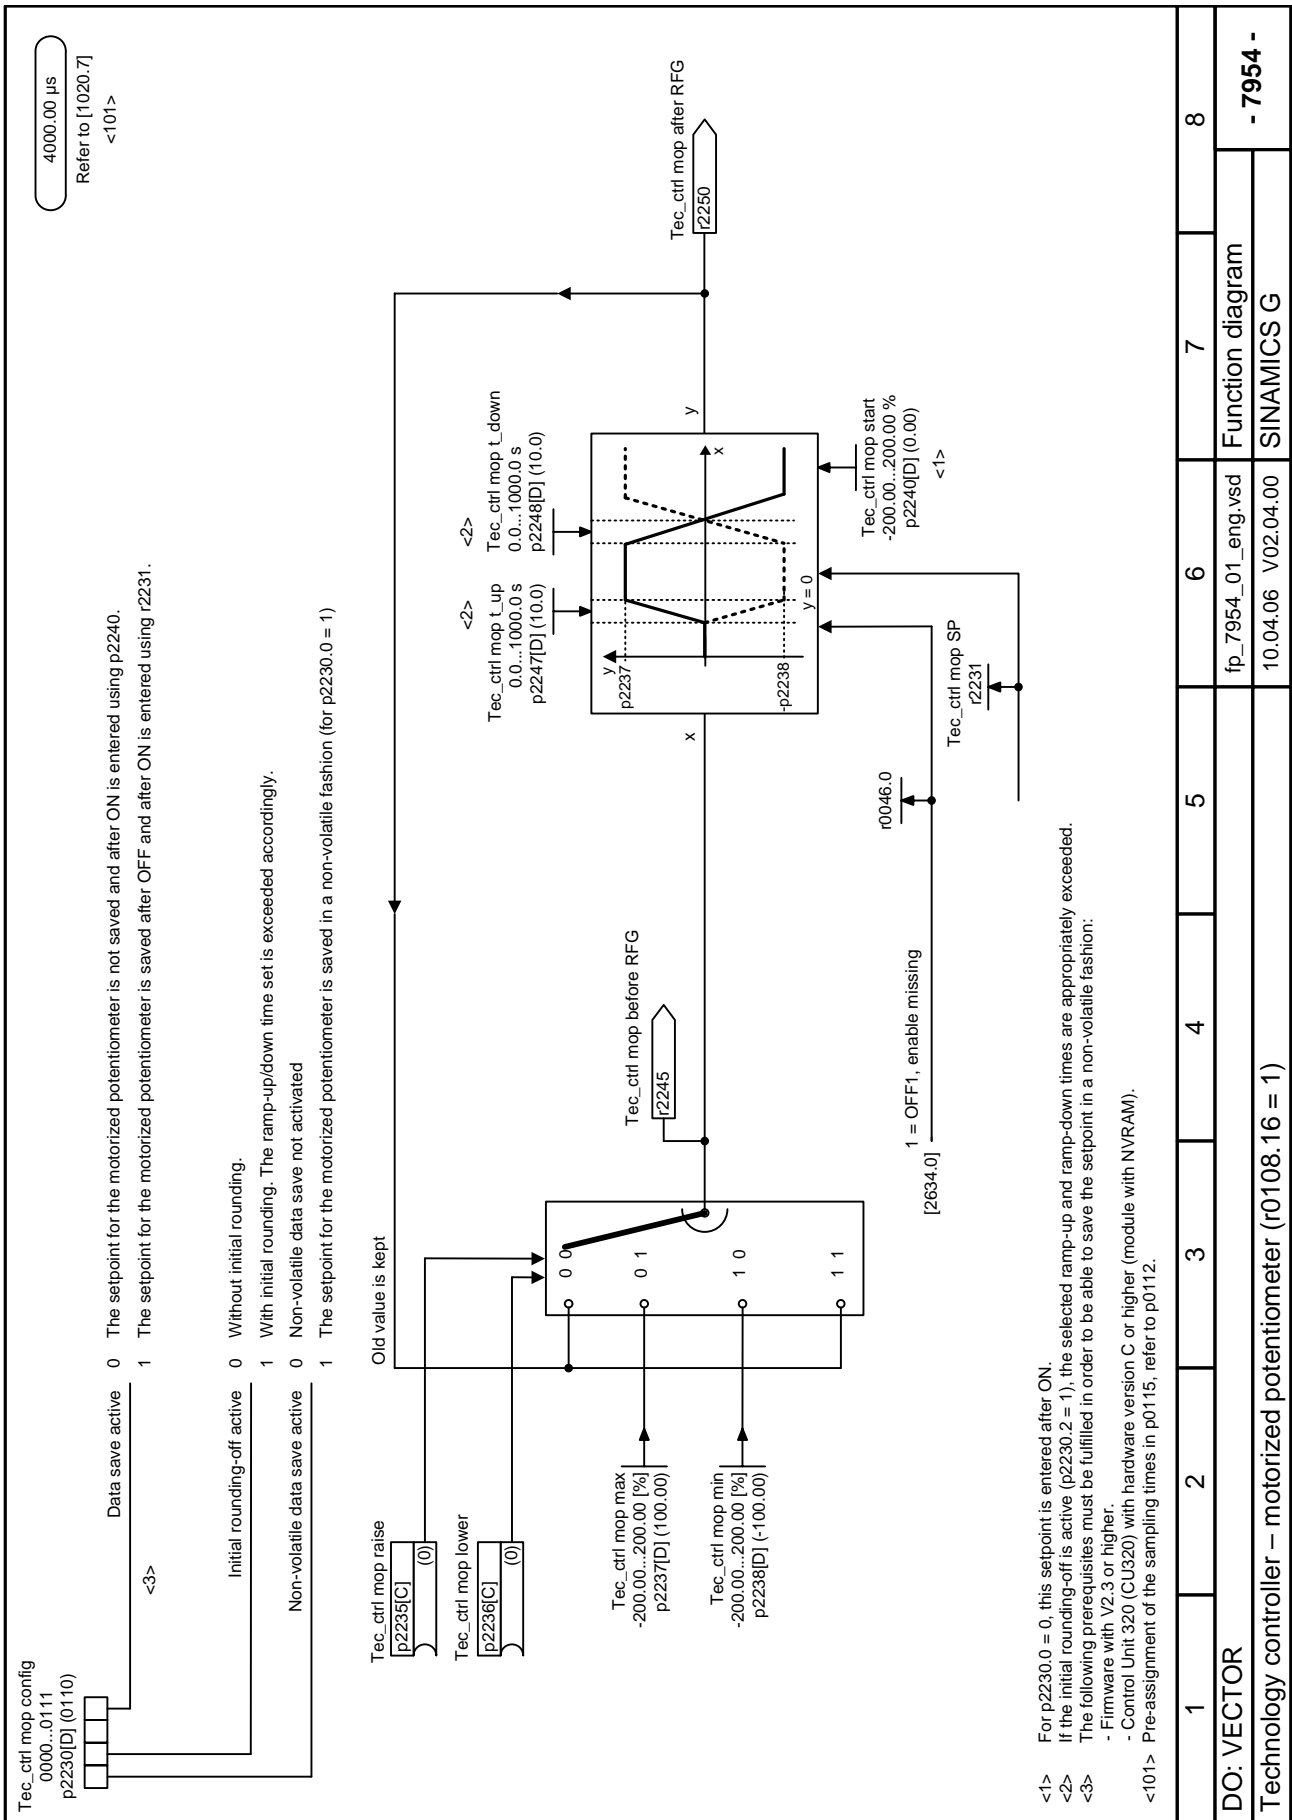 Tec_ctrl mop config
0000...0111
p2230[D] (0110)
Data save active
0 The setpoint for the motorized potentiometer is not saved and after ON is entered using p2240.
1 The setpoint for the motorized potentiometer is saved after OFF and after ON is entered using r2231.
<3>
Initial rounding-off active
0 Without initial rounding.
1 With initial rounding. The ramp-up/down time set is exceeded accordingly.
Non-volatile data save active
0 Non-volatile data save not activated
1 The setpoint for the motorized potentiometer saved in a non-volatile fashion (for p2230.0 = 1)
4000.00 µs
Refer to [1020.7]
<101>
Tec_ctrl mop raise
p2235[C]
(0)
Tec_ctrl mop lower
p2236[C]
(0)
Old value is kept
Tec_ctrl mop max
-200.00...200.00 [%]
p2237[D] (100.00)
Tec_ctrl mop min
-200.00...200.00 [%]
p2238[D] (-100.00)
0 0
0 1
1 0
1 1
Tec_ctrl mop before RFG
r2245
1 = OFF1, enable missing
[2634.0]
r0046.0
Tec_ctrl mop SP
r2231
<2>
Tec_ctrl mop t_up
0.0...1000.0 s
p2247[D] (10.0)
<2>
Tec_ctrl mop t_down
0.0...1000.0 s
p2248[D] (10.0)
x
y
y
x
p2237
-p2238
y = 0
Tec_ctrl mop start
-200.00...200.00 %
p2240[D] (0.00)
<1>
Tec_ctrl mop after RFG
r2250
<1> For p2230.0 = 0, this setpoint is entered after ON.
<2> If the initial rounding-off is active (p2230.2 = 1), the selected ramp-up and ramp-down times are appropriately exceeded.
<3> The following prerequisites must be fulfilled in order to be able to save the setpoint in a non-volatile fashion:
- Firmware with V2.3 or higher.
- Control Unit 320 (CU320) with hardware version C or higher (module with NVRAM).
<101> Pre-assignment of the sampling times in p0115, refer to p0112.
1 2 3 4 5 6 7 8
DO: VECTOR
fp_7954_01_eng.vsd
Function diagram
- 7954 -
Technology controller – motorized potentiometer (r0108.16 = 1)
10.04.06 V02.04.00
SINAMICS G